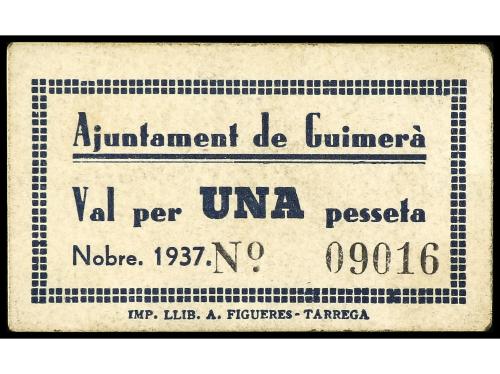 Ajuntament de Guimerà
Val per UNA pesseta
Nobre. 1937. Nº 09016
IMP. LLIB. A. FIGUERES - TARREGA